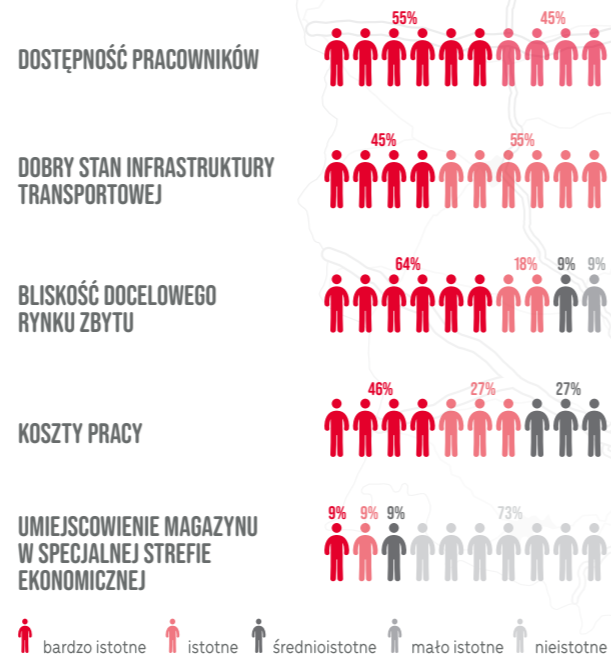 55% 45%
DOSTĘPNOŚĆ PRACOWNIKÓW
45% 55%
DOBRY STAN INFRASTRUKTURY
TRANSPORTOWEJ
64% 18% 9% 9%
BLISKOŚĆ DOCELOWEGO
RYNKU ZBYTU
46% 27% 27%
KOSZTY PRACY
9% 9% 9% 73%
UMIEJSCOWIENIE MAGAZYNU
W SPECJALNEJ STREFIE
EKONOMICZNEJ
bardzo istotne istotne średnioistotne mało istotne nieistotne